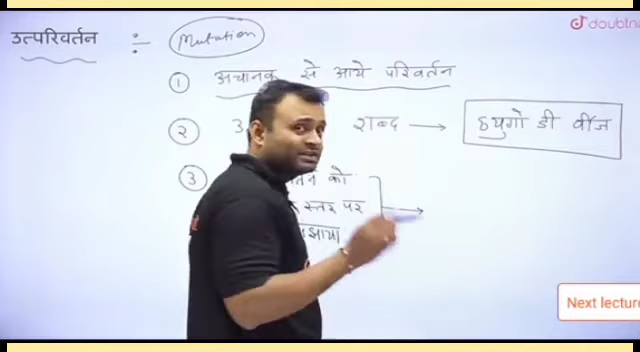 उत्परिवर्तन ÷ (Mutation)
① अचानक से आये परिवर्तन
② शब्द → ह्युगो डी वीज
③ को
स्तर पर →
doubtn
Next lecture